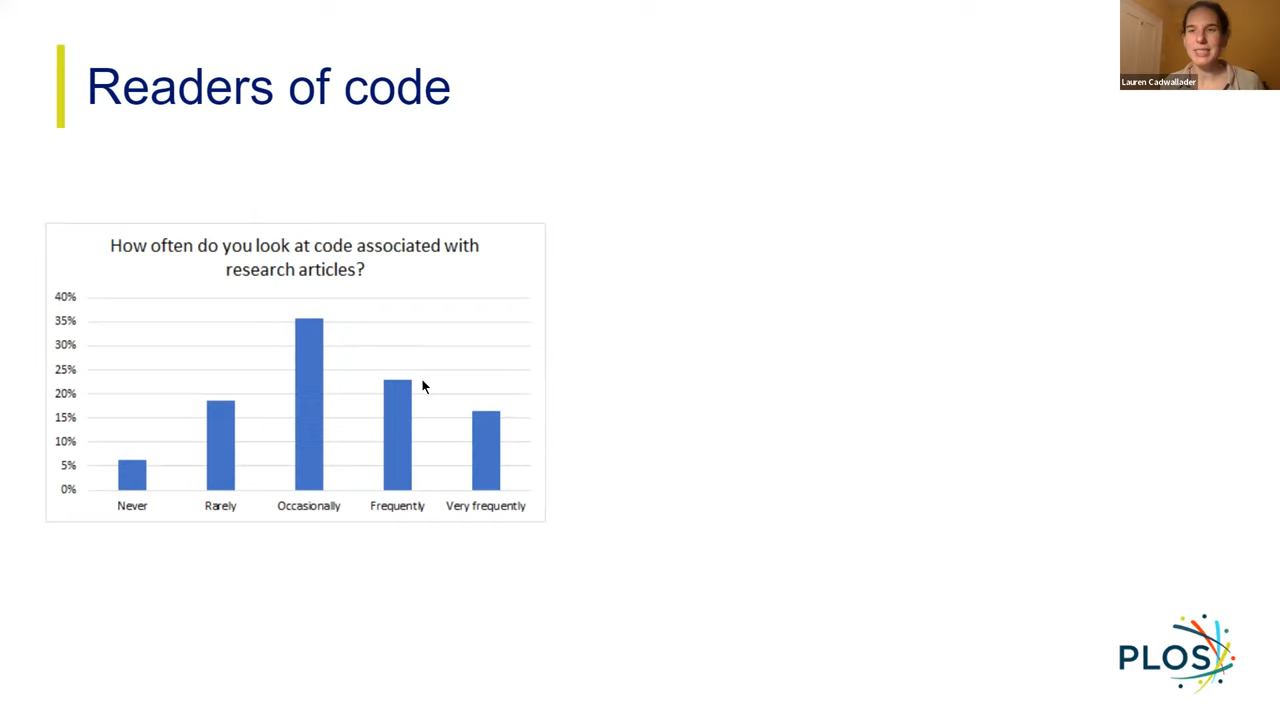 Readers of code
Lauren Cadwallader
How often do you look at code associated with
research articles?
40%
35%
30%
25%
20%
15%
10%
5%
0%
Never Rarely Occasionally Frequently Very frequently
PLOS